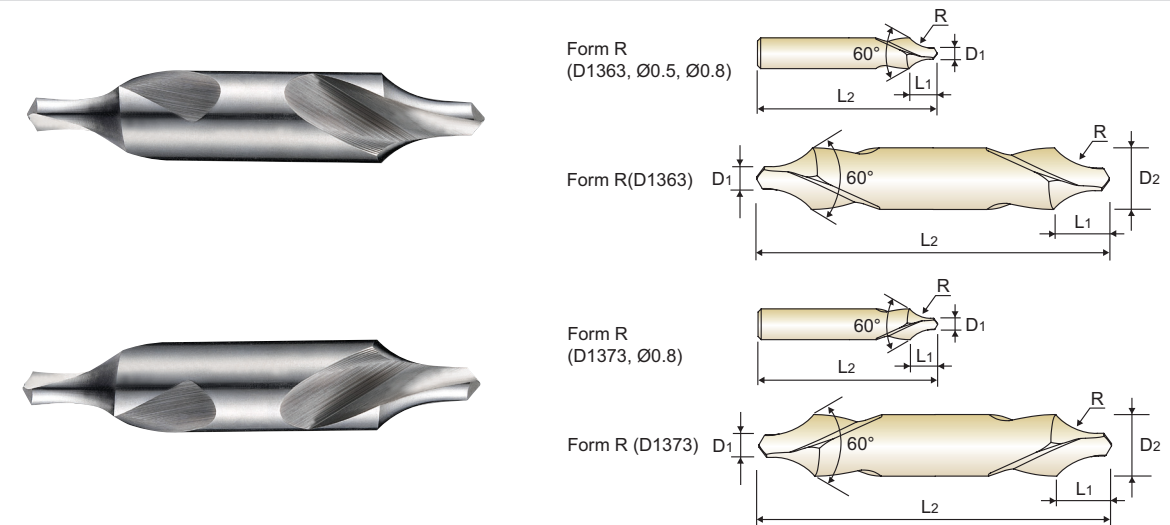 Form R
(D1363, Ø0.5, Ø0.8)
R
60°
D1
L1
L2
Form R(D1363)
D1
60°
R
D2
L1
L2
Form R
(D1373, Ø0.8)
R
60°
D1
L1
L2
Form R (D1373)
D1
60°
R
D2
L1
L2